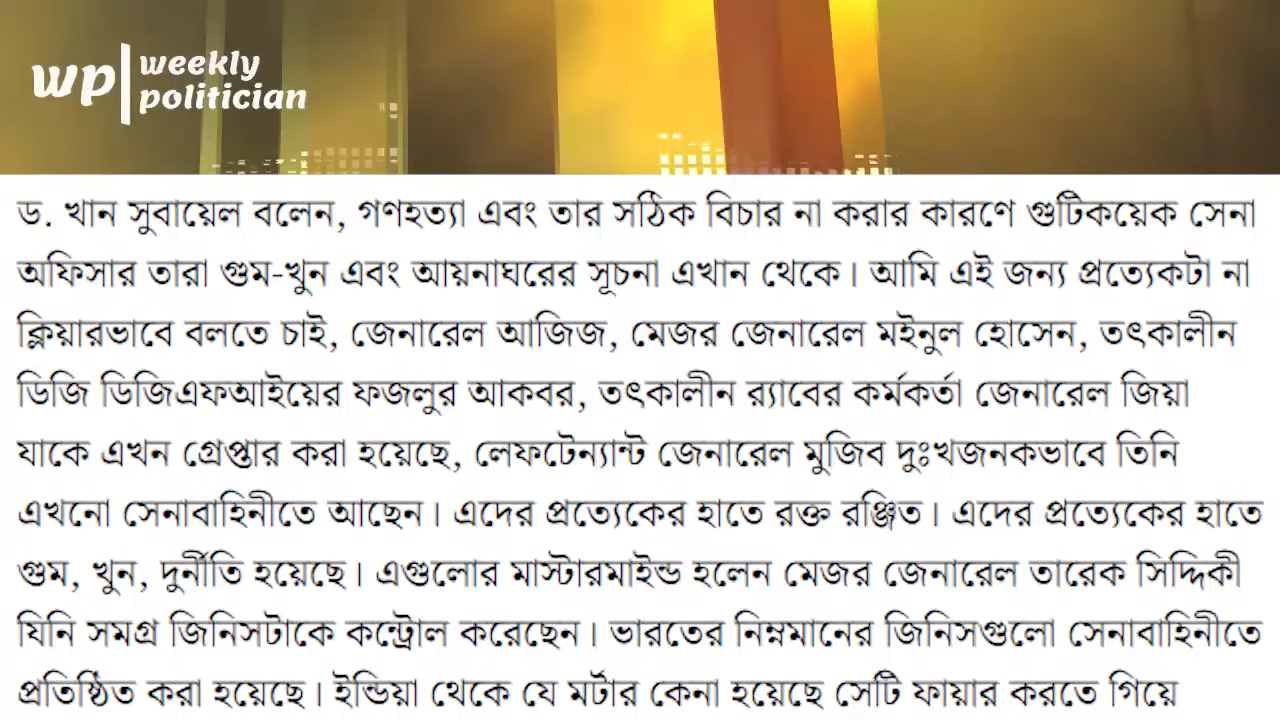 wp weekly
politician
ড. খান সুবায়েল বলেন, গণহত্যা এবং তার সঠিক বিচার না করার কারণে গুটিকয়েক সেনা
অফিসার তারা গুম-খুন এবং আয়নাঘরের সূচনা এখান থেকে। আমি এই জন্য প্রত্যেকটা না
ক্লিয়ারভাবে বলতে চাই, জেনারেল আজিজ, মেজর জেনারেল মইনুল হোসেন, তৎকালীন
ডিজি ডিজিএফআইয়ের ফজলুর আকবর, তৎকালীন র‍্যাবের কর্মকর্তা জেনারেল জিয়া
যাকে এখন গ্রেপ্তার করা হয়েছে, লেফটেন্যান্ট জেনারেল মুজিব দুঃখজনকভাবে তিনি
এখনো সেনাবাহিনীতে আছেন। এদের প্রত্যেকের হাতে রক্ত রঞ্জিত। এদের প্রত্যেকের হাতে
গুম, খুন, দুর্নীতি হয়েছে। এগুলোর মাস্টারমাইন্ড হলেন মেজর জেনারেল তারেক সিদ্দিকী
যিনি সমগ্র জিনিসটাকে কন্ট্রোল করেছেন। ভারতের নিম্নমানের জিনিসগুলো সেনাবাহিনীতে
প্রতিষ্ঠিত করা হয়েছে। ইন্ডিয়া থেকে যে মর্টার কেনা হয়েছে সেটি ফায়ার করতে গিয়ে